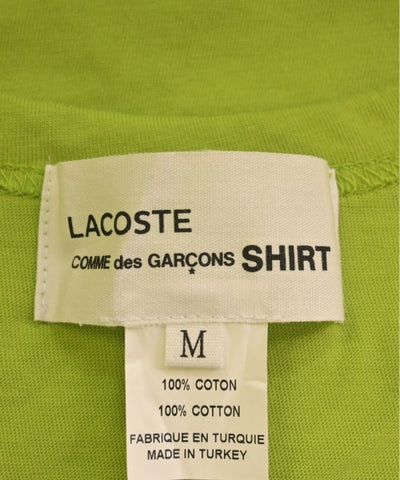 LACOSTE
COMME des GARÇONS SHIRT
*
M
100% COTON
100% COTTON
FABRIQUE EN TURQUIE
MADE IN TURKEY